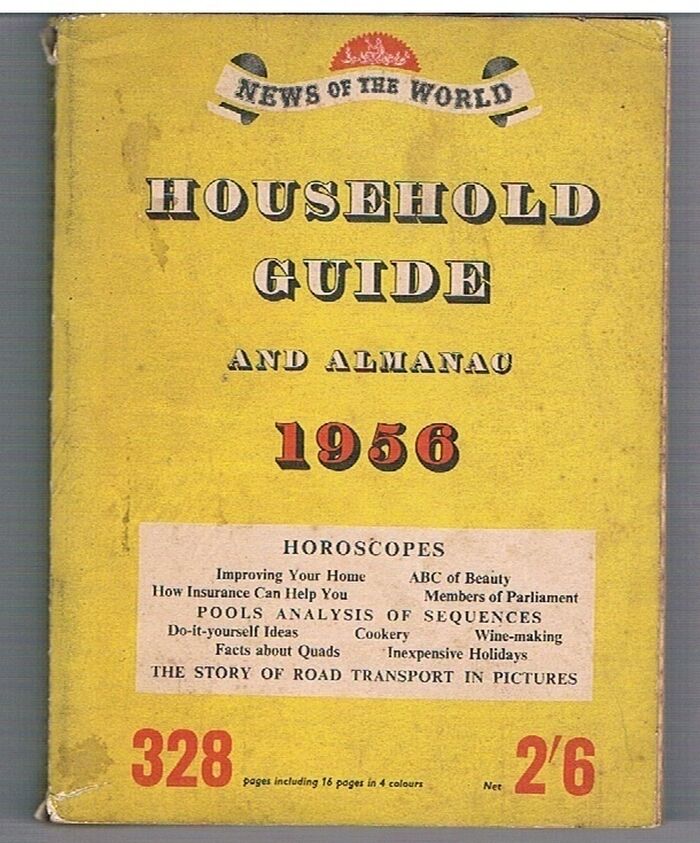 NEWS OF THE WORLD
HOUSEHOLD
GUIDE
AND ALMANAC
1956
HOROSCOPES
Improving Your Home ABC of Beauty
How Insurance Can Help You Members of Parliament
POOLS ANALYSIS OF SEQUENCES
Do-it-yourself Ideas Cookery Wine-making
Facts about Quads Inexpensive Holidays
THE STORY OF ROAD TRANSPORT IN PICTURES
328 pages including 16 pages in 4 colours Net 2'6